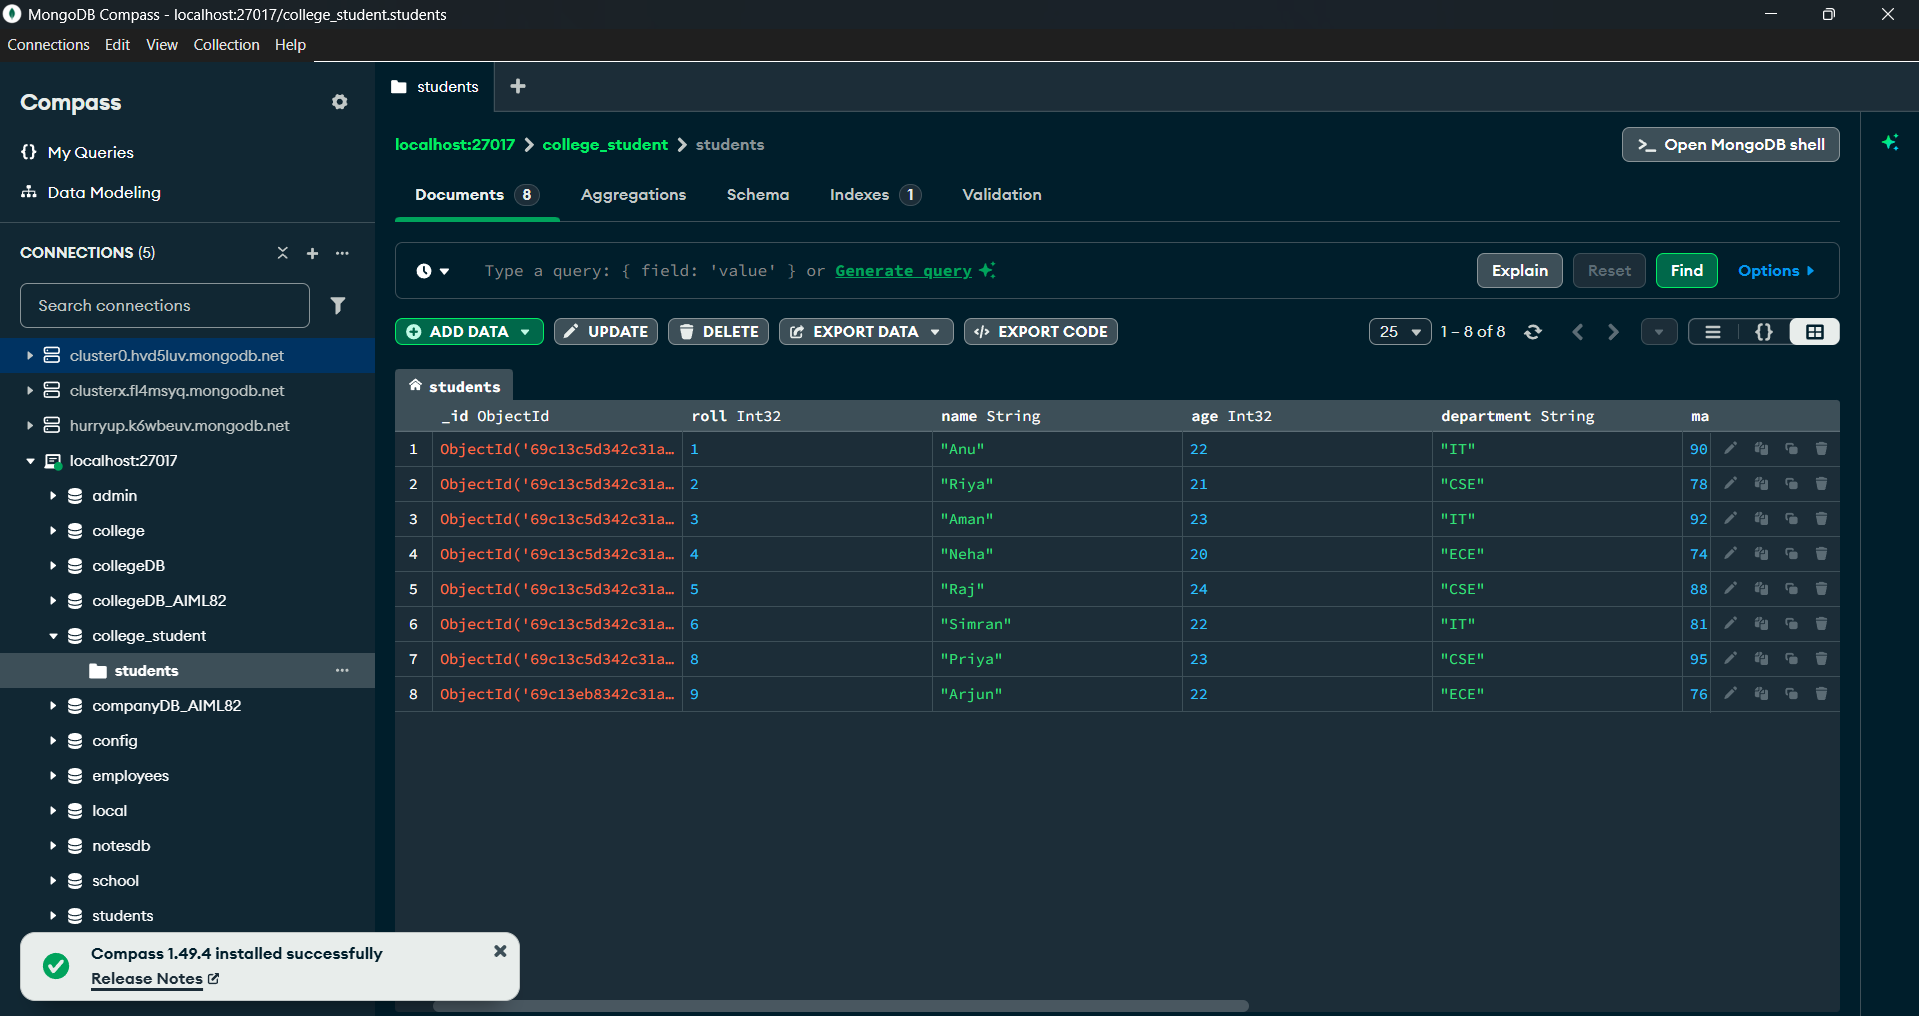 MongoDB Compass - localhost:27017/college_student.students
Connections Edit View Collection Help
Compass
{} My Queries
Data Modeling
CONNECTIONS (5)
Search connections
cluster0.hvd5luv.mongodb.net
clusterx.fl4msyq.mongodb.net
hurryup.k6wbeuv.mongodb.net
localhost:27017
admin
college
collegeDB
collegeDB_AIML82
college_student
students
companyDB_AIML82
config
employees
local
notesdb
school
students
Compass 1.49.4 installed successfully
Release Notes
students
localhost:27017 > college_student > students
>_ Open MongoDB shell
Documents 8 Aggregations Schema Indexes 1 Validation
Type a query: { field: 'value' } or Generate query
Explain Reset Find Options
ADD DATA UPDATE DELETE EXPORT DATA </> EXPORT CODE
25 1 – 8 of 8 {}
students
_id ObjectId roll Int32 name String age Int32 department String ma
1 ObjectId('69c13c5d342c31a… 1 "Anu" 22 "IT" 90
2 ObjectId('69c13c5d342c31a… 2 "Riya" 21 "CSE" 78
3 ObjectId('69c13c5d342c31a… 3 "Aman" 23 "IT" 92
4 ObjectId('69c13c5d342c31a… 4 "Neha" 20 "ECE" 74
5 ObjectId('69c13c5d342c31a… 5 "Raj" 24 "CSE" 88
6 ObjectId('69c13c5d342c31a… 6 "Simran" 22 "IT" 81
7 ObjectId('69c13c5d342c31a… 8 "Priya" 23 "CSE" 95
8 ObjectId('69c13eb8342c31a… 9 "Arjun" 22 "ECE" 76